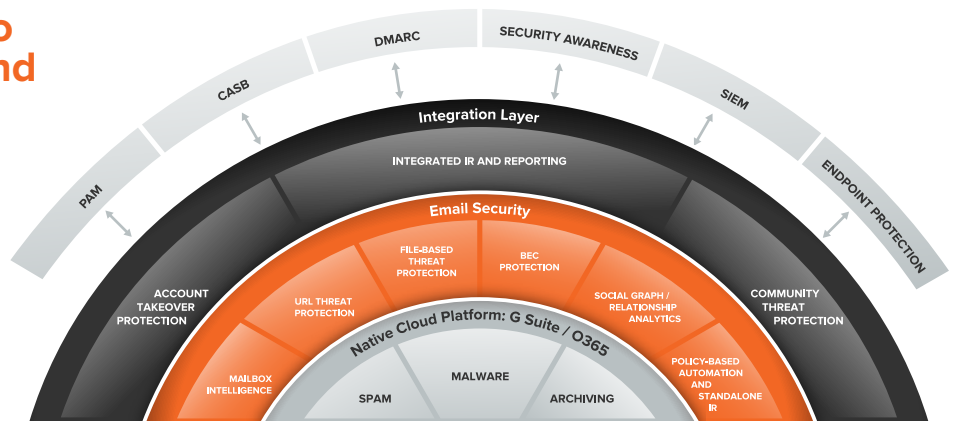 o
nd
PAM
CASB
DMARC
SECURITY AWARENESS
SIEM
ENDPOINT PROTECTION
Integration Layer
ACCOUNT
TAKEOVER
PROTECTION
INTEGRATED IR AND REPORTING
COMMUNITY
THREAT
PROTECTION
Email Security
MAILBOX
INTELLIGENCE
URL THREAT
PROTECTION
FILE-BASED
THREAT
PROTECTION
BEC
PROTECTION
SOCIAL GRAPH /
RELATIONSHIP
ANALYTICS
POLICY-BASED
AUTOMATION
AND
STANDALONE
IR
Native Cloud Platform: G Suite / O365
SPAM
MALWARE
ARCHIVING